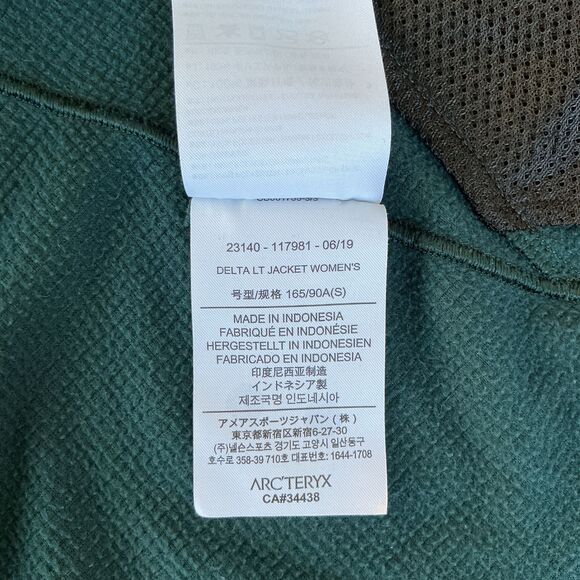 23140 - 117981 - 06/19
DELTA LT JACKET WOMEN'S
号型/规格 165/90A(S)
MADE IN INDONESIA
FABRIQUÉ EN INDONÉSIE
HERGESTELLT IN INDONESIEN
FABRICADO EN INDONESIA
印度尼西亚制造
インドネシア製
제조국명 인도네시아
アメアスポーツジャパン（株）
東京都新宿区新宿6-27-30
(주)넬슨스포츠 경기도 고양시 일산동구
호수로 358-39 710호 대표번호: 1644-1708
ARC'TERYX
CA#34438